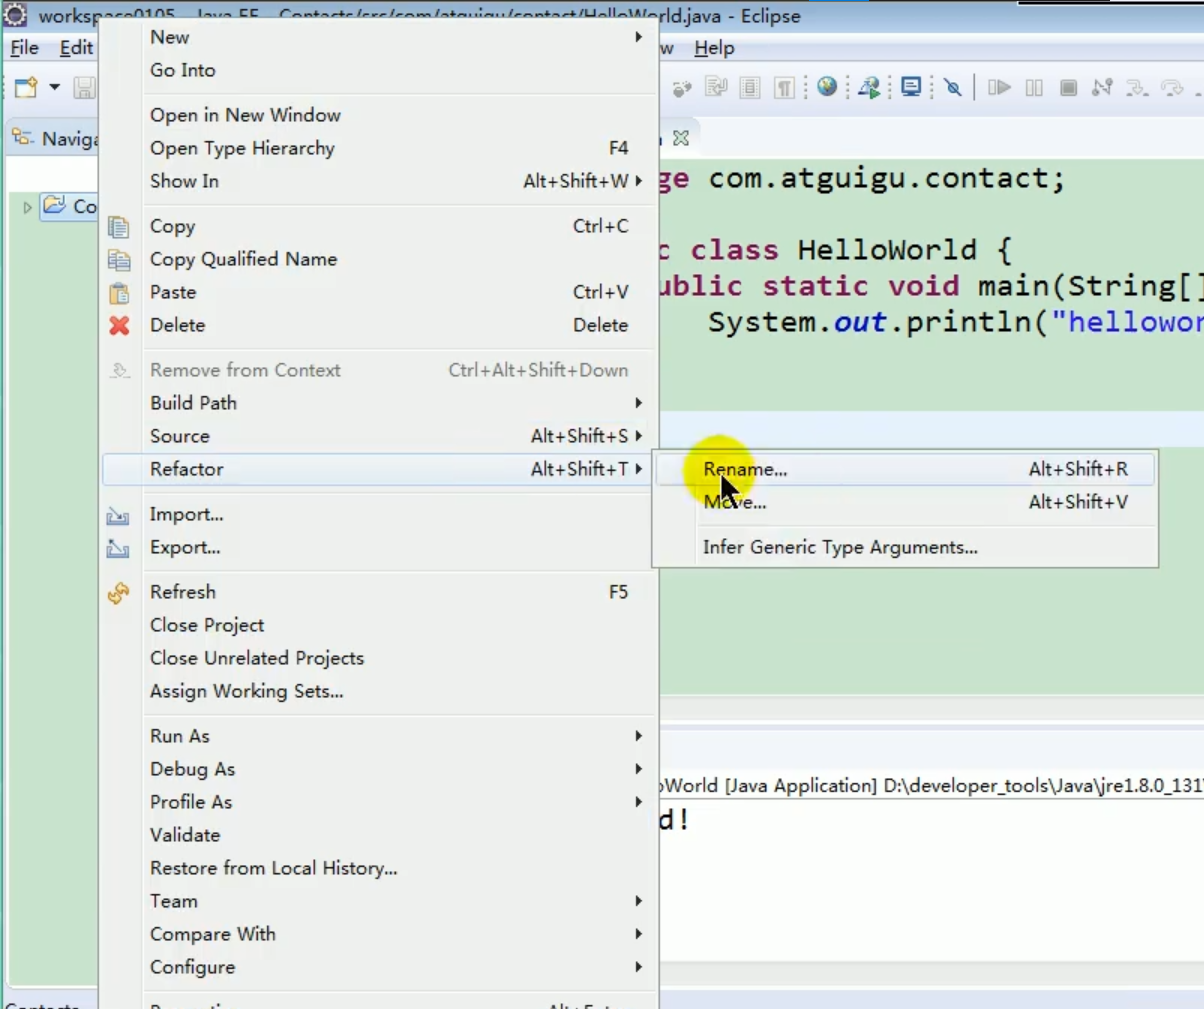 workspace0105 - Java EE - Contacts/src/com/atguigu/contact/HelloWorld.java - Eclipse
File Edit Help
New
Go Into
Open in New Window
Open Type Hierarchy F4
Show In Alt+Shift+W
Copy Ctrl+C
Copy Qualified Name
Paste Ctrl+V
Delete Delete
Remove from Context Ctrl+Alt+Shift+Down
Build Path
Source Alt+Shift+S
Refactor Alt+Shift+T
Import...
Export...
Refresh F5
Close Project
Close Unrelated Projects
Assign Working Sets...
Run As
Debug As
Profile As
Validate
Restore from Local History...
Team
Compare With
Configure
Rename... Alt+Shift+R
Move... Alt+Shift+V
Infer Generic Type Arguments...
Naviga
Co
ge com.atguigu.contact;
c class HelloWorld {
ublic static void main(String[]
System.out.println("hellowor
oWorld [Java Application] D:\developer_tools\Java\jre1.8.0_131\
d!